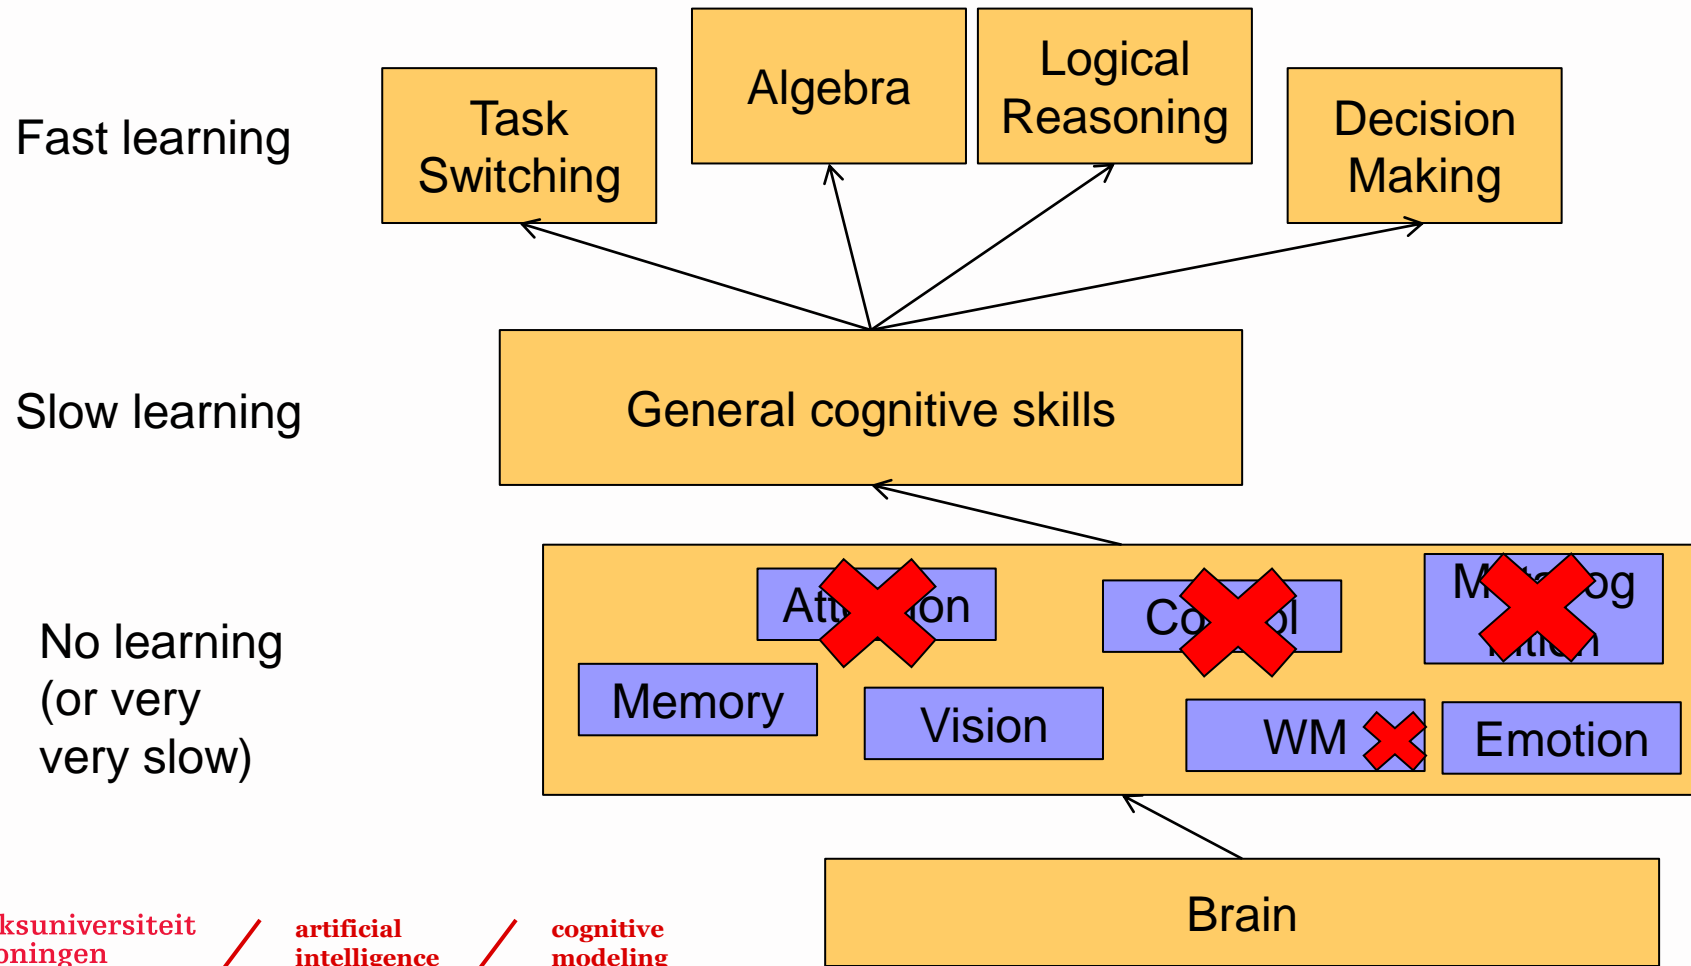 Algebra
Logical
Reasoning
Task
Switching
Decision
Making
Fast learning
General cognitive skills
Slow learning
No learning
(or very
very slow)
Memory
Vision
WM
Emotion
Brain
artificial
intelligence
cognitive
modeling